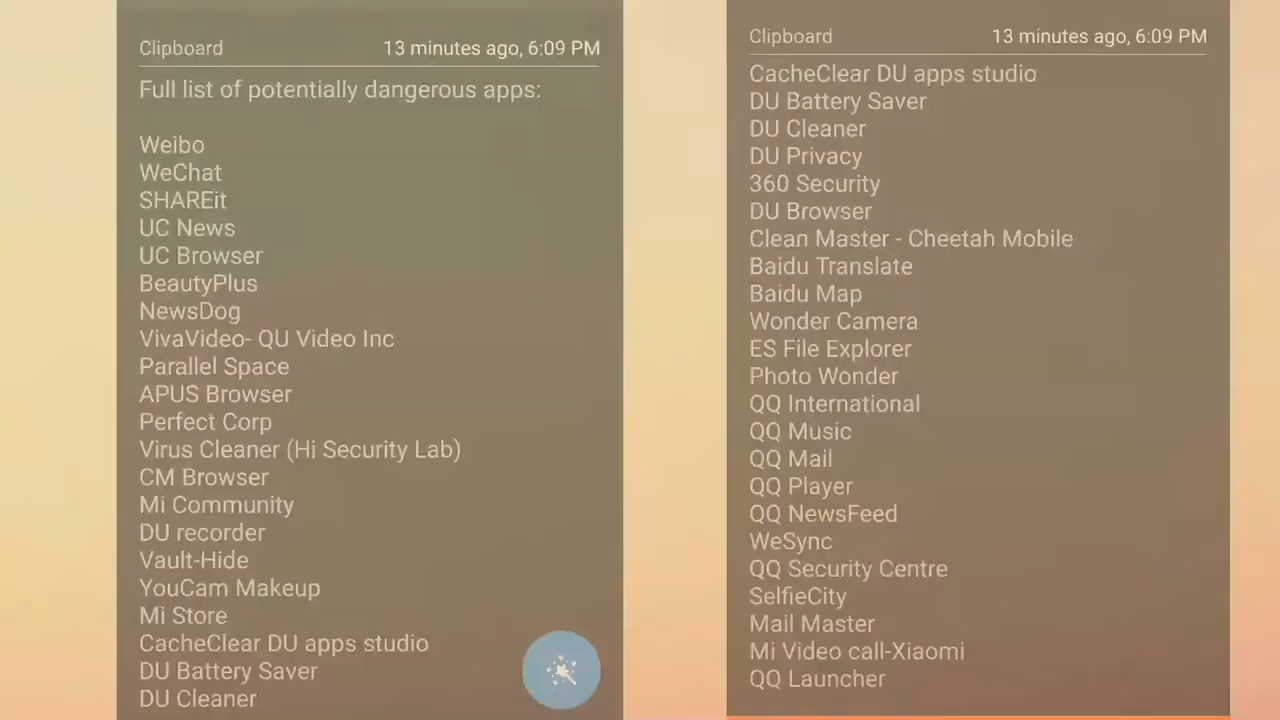 Clipboard 13 minutes ago, 6:09 PM
Full list of potentially dangerous apps:
Weibo
WeChat
SHAREit
UC News
UC Browser
BeautyPlus
NewsDog
VivaVideo- QU Video Inc
Parallel Space
APUS Browser
Perfect Corp
Virus Cleaner (Hi Security Lab)
CM Browser
Mi Community
DU recorder
Vault-Hide
YouCam Makeup
Mi Store
CacheClear DU apps studio
DU Battery Saver
DU Cleaner
Clipboard 13 minutes ago, 6:09 PM
CacheClear DU apps studio
DU Battery Saver
DU Cleaner
DU Privacy
360 Security
DU Browser
Clean Master - Cheetah Mobile
Baidu Translate
Baidu Map
Wonder Camera
ES File Explorer
Photo Wonder
QQ International
QQ Music
QQ Mail
QQ Player
QQ NewsFeed
WeSync
QQ Security Centre
SelfieCity
Mail Master
Mi Video call-Xiaomi
QQ Launcher